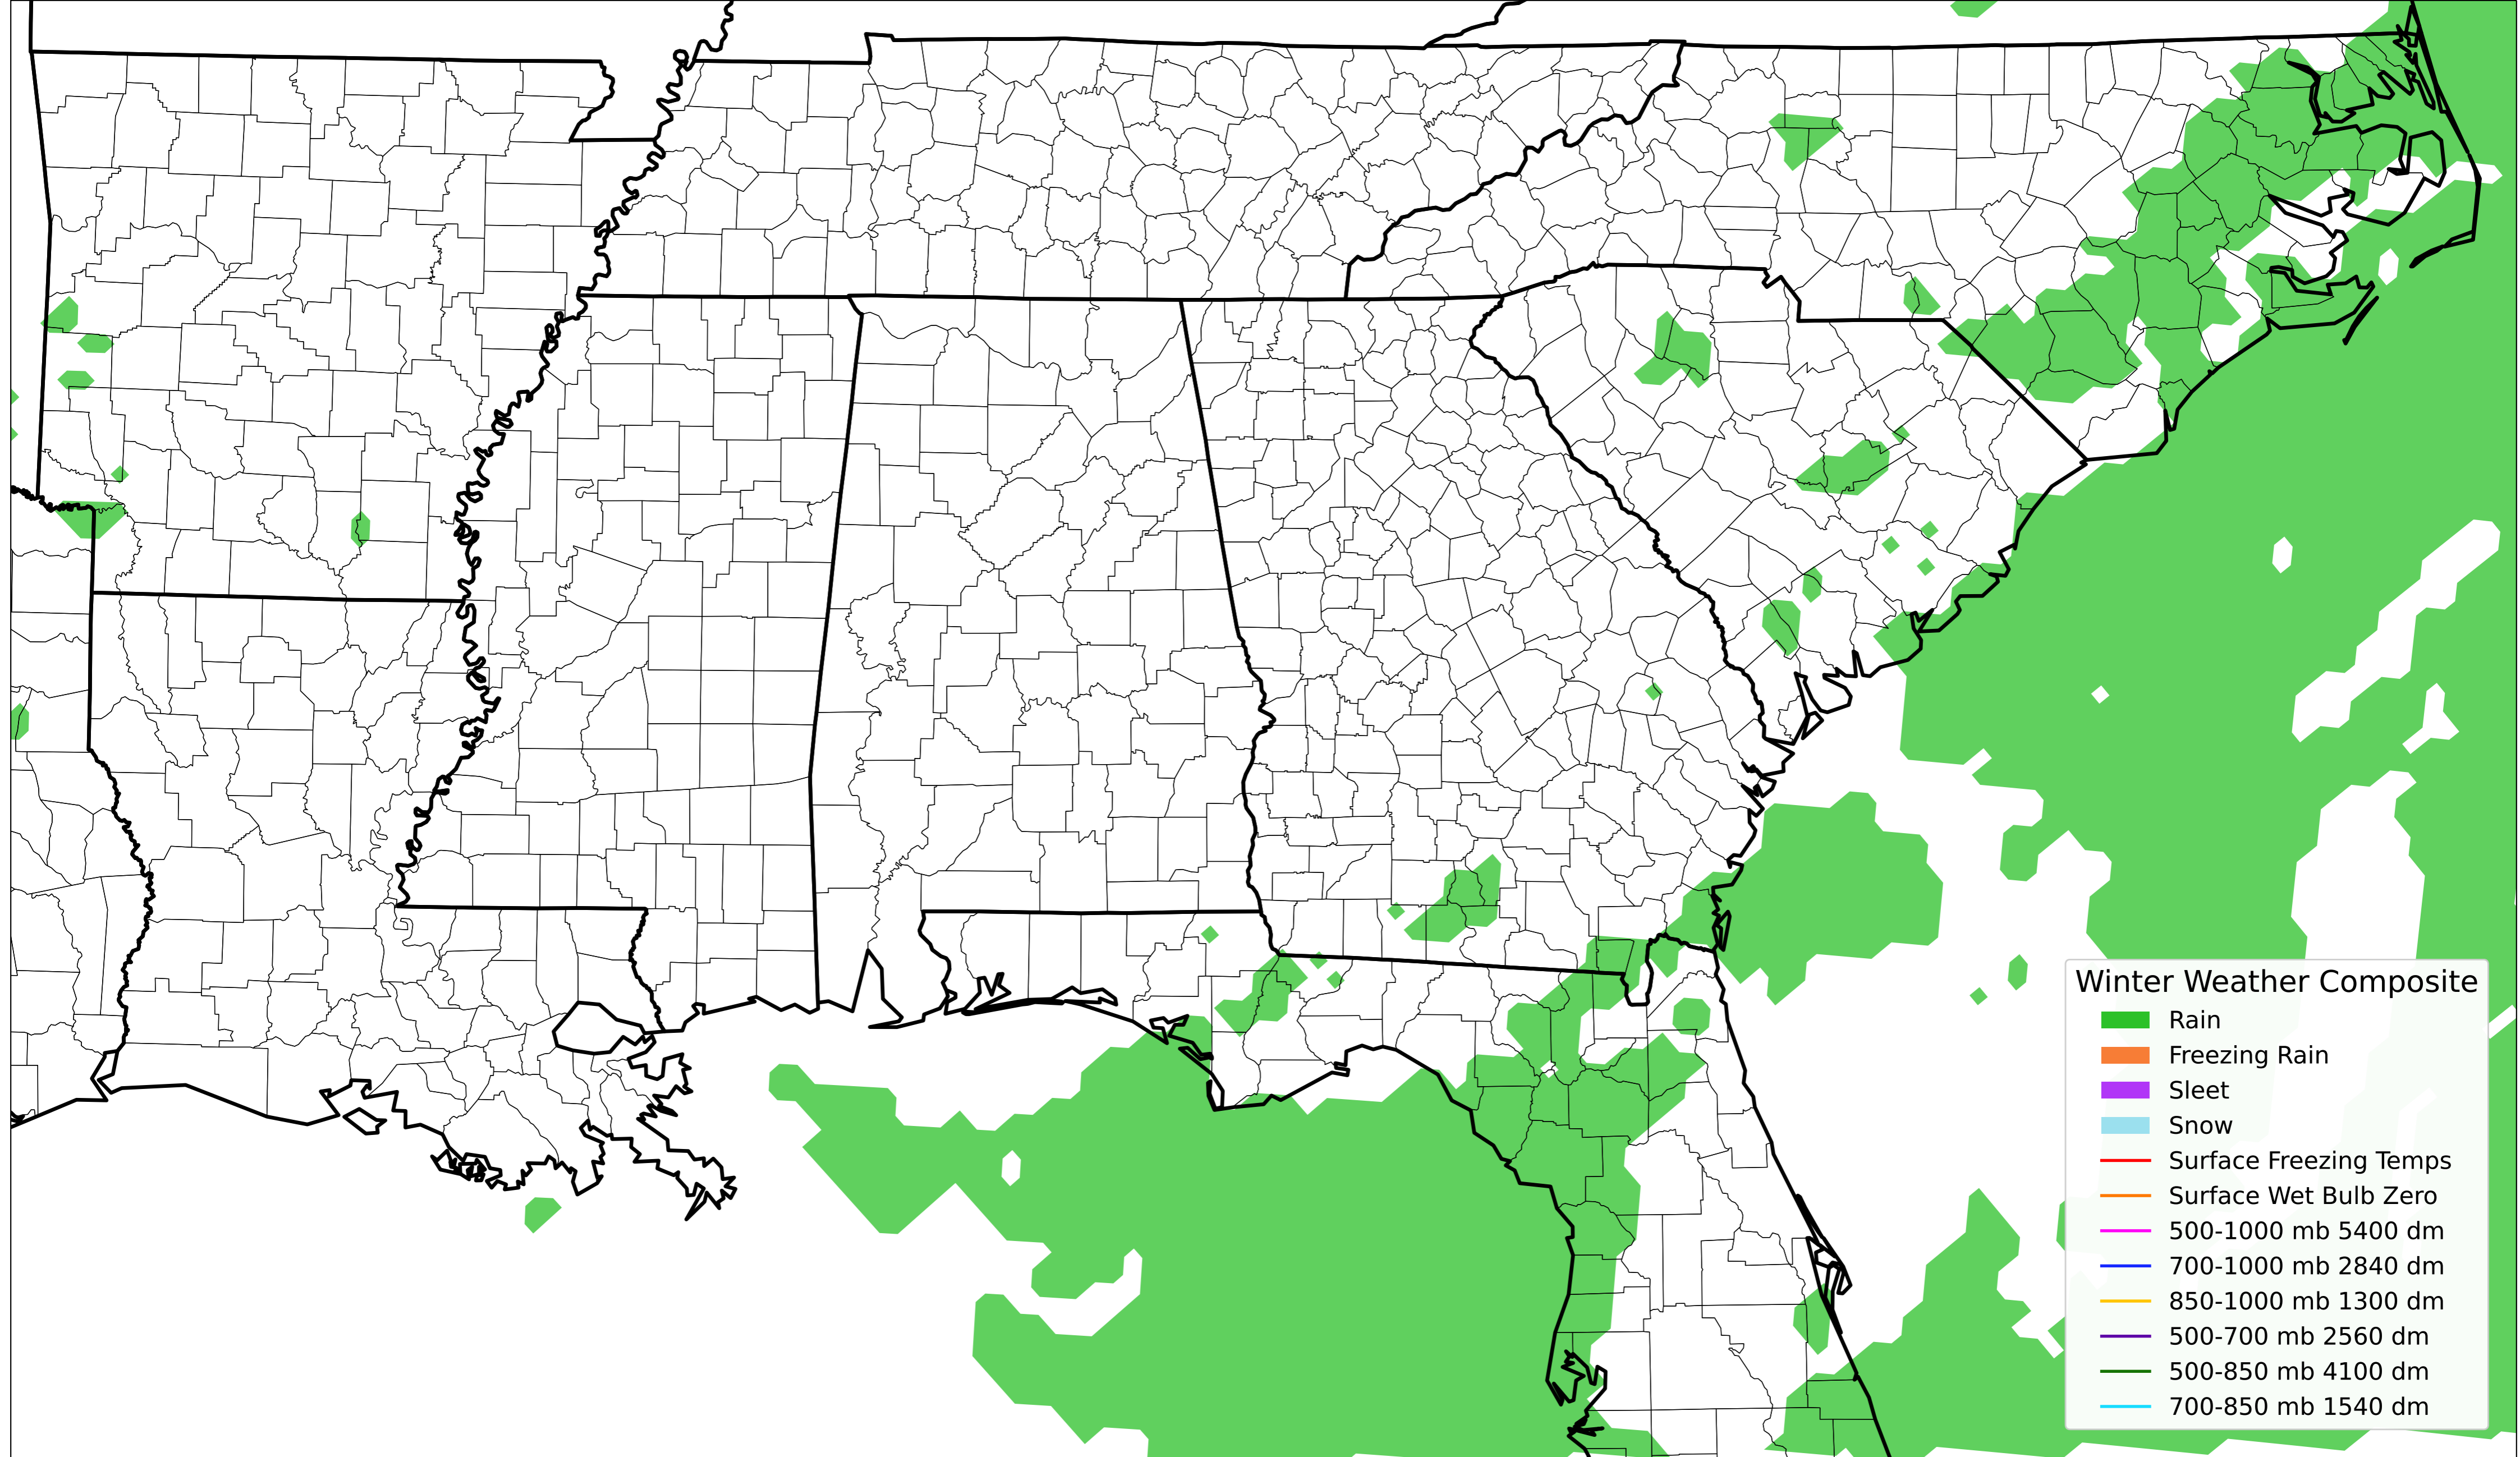 Winter Weather Composite
Rain
Freezing Rain
Sleet
Snow
Surface Freezing Temps
Surface Wet Bulb Zero
500-1000 mb 5400 dm
700-1000 mb 2840 dm
850-1000 mb 1300 dm
500-700 mb 2560 dm
500-850 mb 4100 dm
700-850 mb 1540 dm